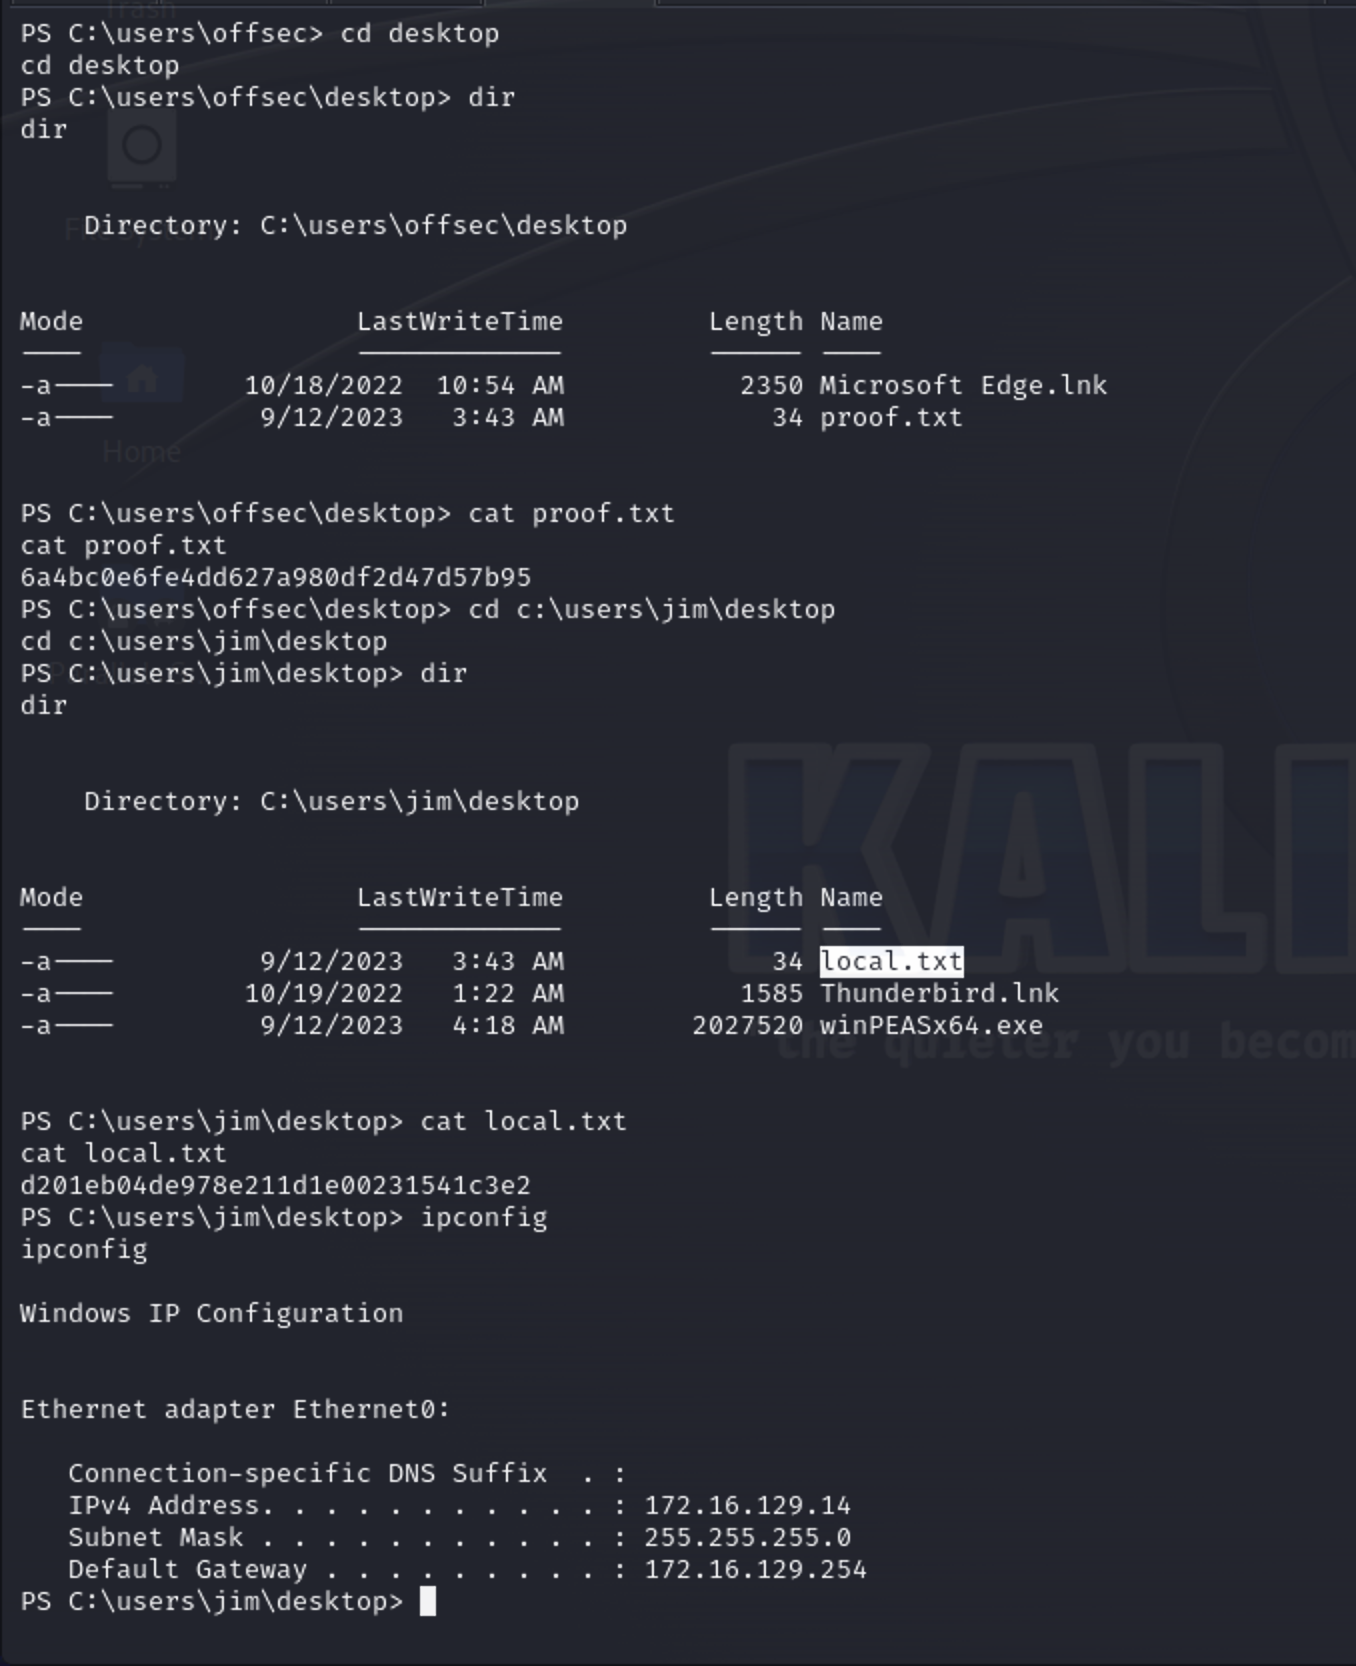 Trash
PS C:\users\offsec> cd desktop
cd desktop
PS C:\users\offsec\desktop> dir
dir
File System
    Directory: C:\users\offsec\desktop
Mode                 LastWriteTime         Length Name
----                 -------------         ------ ----
-a----        10/18/2022  10:54 AM           2350 Microsoft Edge.lnk
-a----         9/12/2023   3:43 AM             34 proof.txt
Home
PS C:\users\offsec\desktop> cat proof.txt
cat proof.txt
6a4bc0e6fe4dd627a980df2d47d57b95
PS C:\users\offsec\desktop> cd c:\users\jim\desktop
cd c:\users\jim\desktop
PS C:\users\jim\desktop> dir
dir
    Directory: C:\users\jim\desktop
KALI
Mode                 LastWriteTime         Length Name
----                 -------------         ------ ----
-a----         9/12/2023   3:43 AM             34 local.txt
-a----        10/19/2022   1:22 AM           1585 Thunderbird.lnk
-a----         9/12/2023   4:18 AM        2027520 winPEASx64.exe
the quieter you becom
PS C:\users\jim\desktop> cat local.txt
cat local.txt
d201eb04de978e211d1e00231541c3e2
PS C:\users\jim\desktop> ipconfig
ipconfig
Windows IP Configuration
Ethernet adapter Ethernet0:
   Connection-specific DNS Suffix  . :
   IPv4 Address. . . . . . . . . . . : 172.16.129.14
   Subnet Mask . . . . . . . . . . . : 255.255.255.0
   Default Gateway . . . . . . . . . : 172.16.129.254
PS C:\users\jim\desktop>